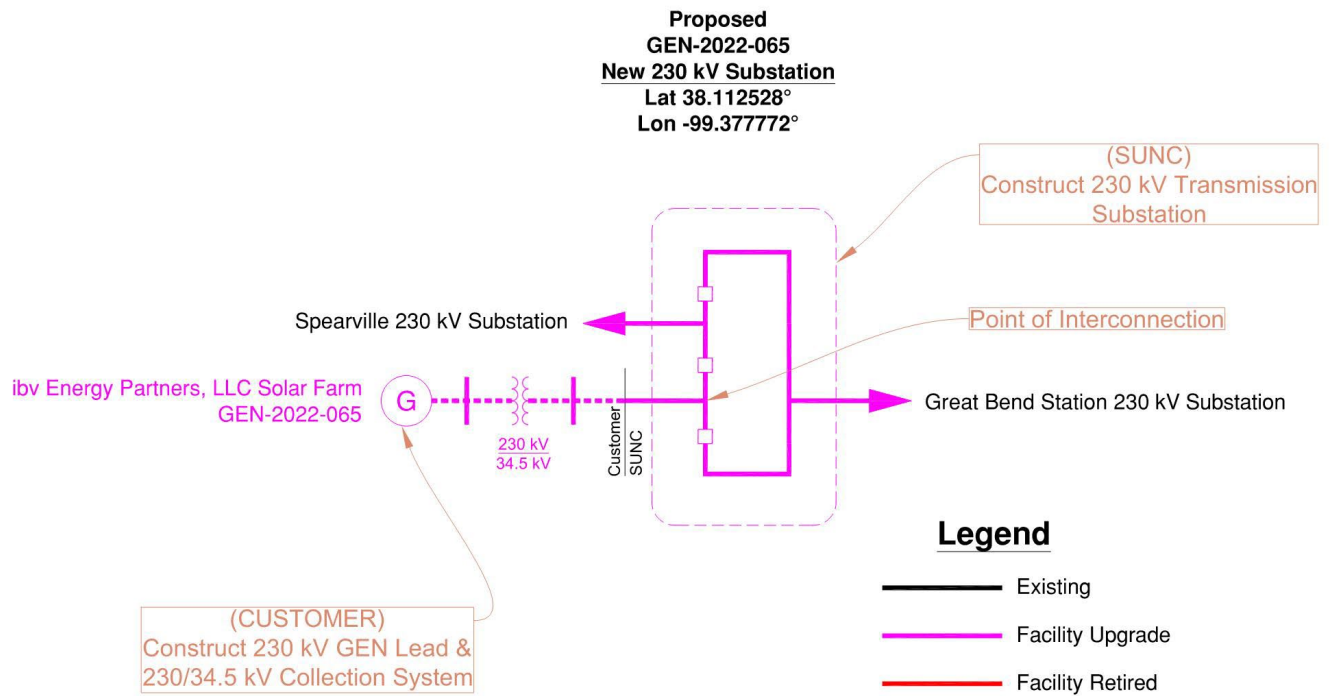 Proposed
GEN-2022-065
New 230 kV Substation
Lat 38.112528°
Lon -99.377772°
(SUNC)
Construct 230 kV Transmission
Substation
Spearville 230 kV Substation
Point of Interconnection
ibv Energy Partners, LLC Solar Farm
GEN-2022-065
G
230 kV
34.5 kV
Customer
SUNC
Great Bend Station 230 kV Substation
Legend
Existing
Facility Upgrade
Facility Retired
(CUSTOMER)
Construct 230 kV GEN Lead &
230/34.5 kV Collection System